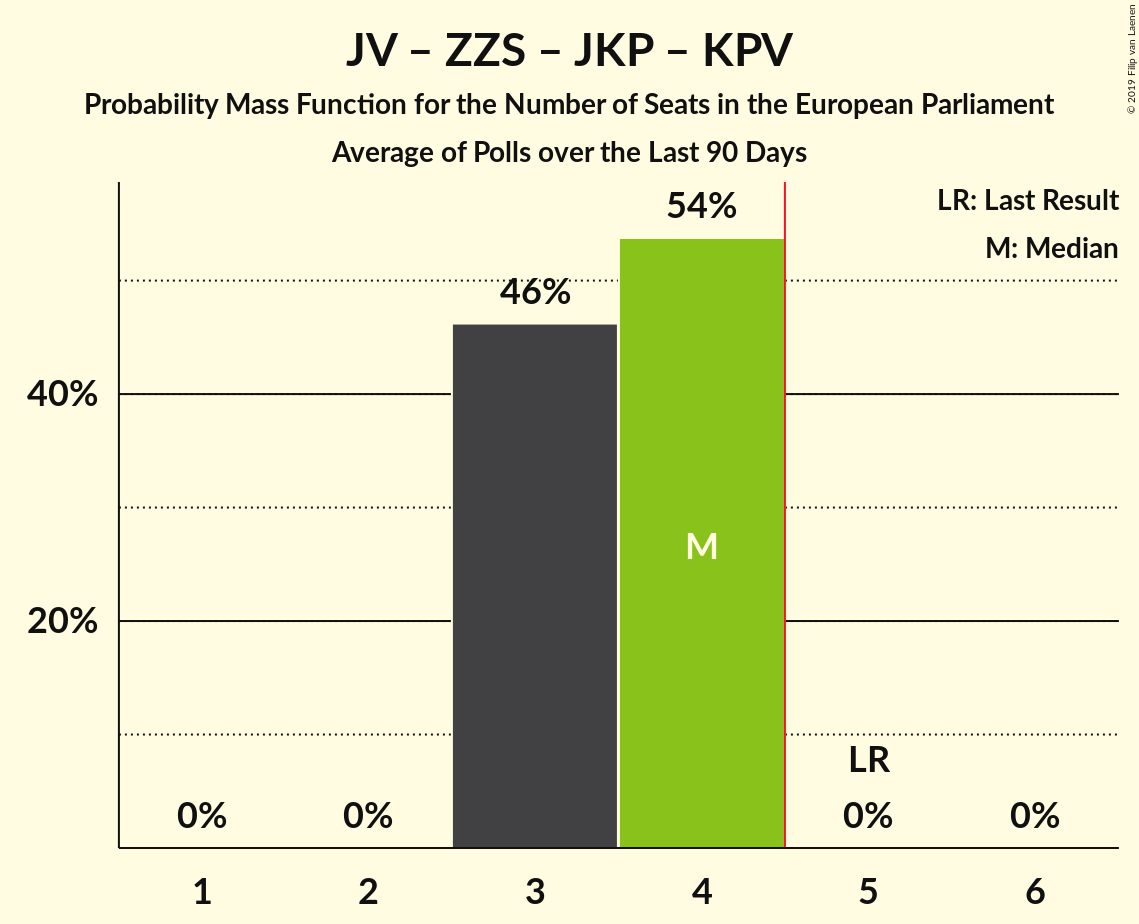 JV – ZZS – JKP – KPV
Probability Mass Function for the Number of Seats in the European Parliament
Average of Polls over the Last 90 Days
© 2019 Filip van Laenen
LR: Last Result
M: Median
54%
46%
40%
20%
M
LR
0% 0% 0% 0%
1 2 3 4 5 6